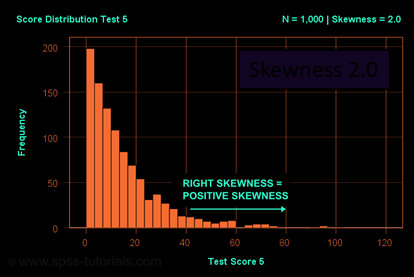 Score Distribution Test 5
N = 1,000 | Skewness = 2.0
200
Skewness 2.0
150
Frequency
100
50
RIGHT SKEWNESS =
POSITIVE SKEWNESS
0
0 20 40 60 80 100 120
Test Score 5
© www.spss-tutorials.com